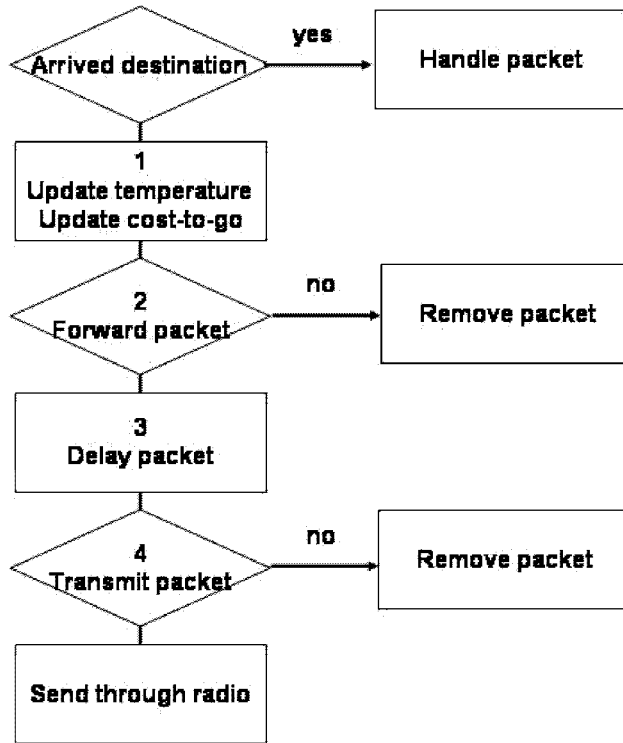 yes
Arrived destination
Handle packet
1
Update temperature
Update cost-to-go
no
2
Forward packet
Remove packet
3
Delay packet
no
4
Transmit packet
Remove packet
Send through radio